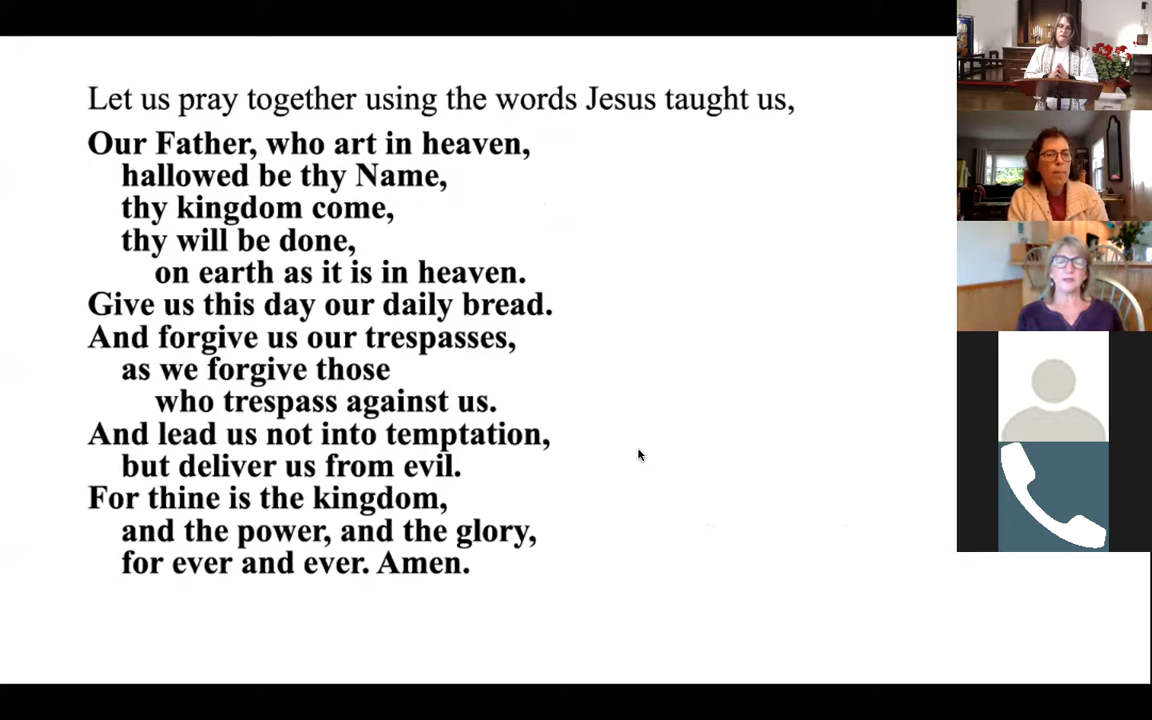 Let us pray together using the words Jesus taught us,
Our Father, who art in heaven,
hallowed be thy Name,
thy kingdom come,
thy will be done,
on earth as it is in heaven.
Give us this day our daily bread.
And forgive us our trespasses,
as we forgive those
who trespass against us.
And lead us not into temptation,
but deliver us from evil.
For thine is the kingdom,
and the power, and the glory,
for ever and ever. Amen.